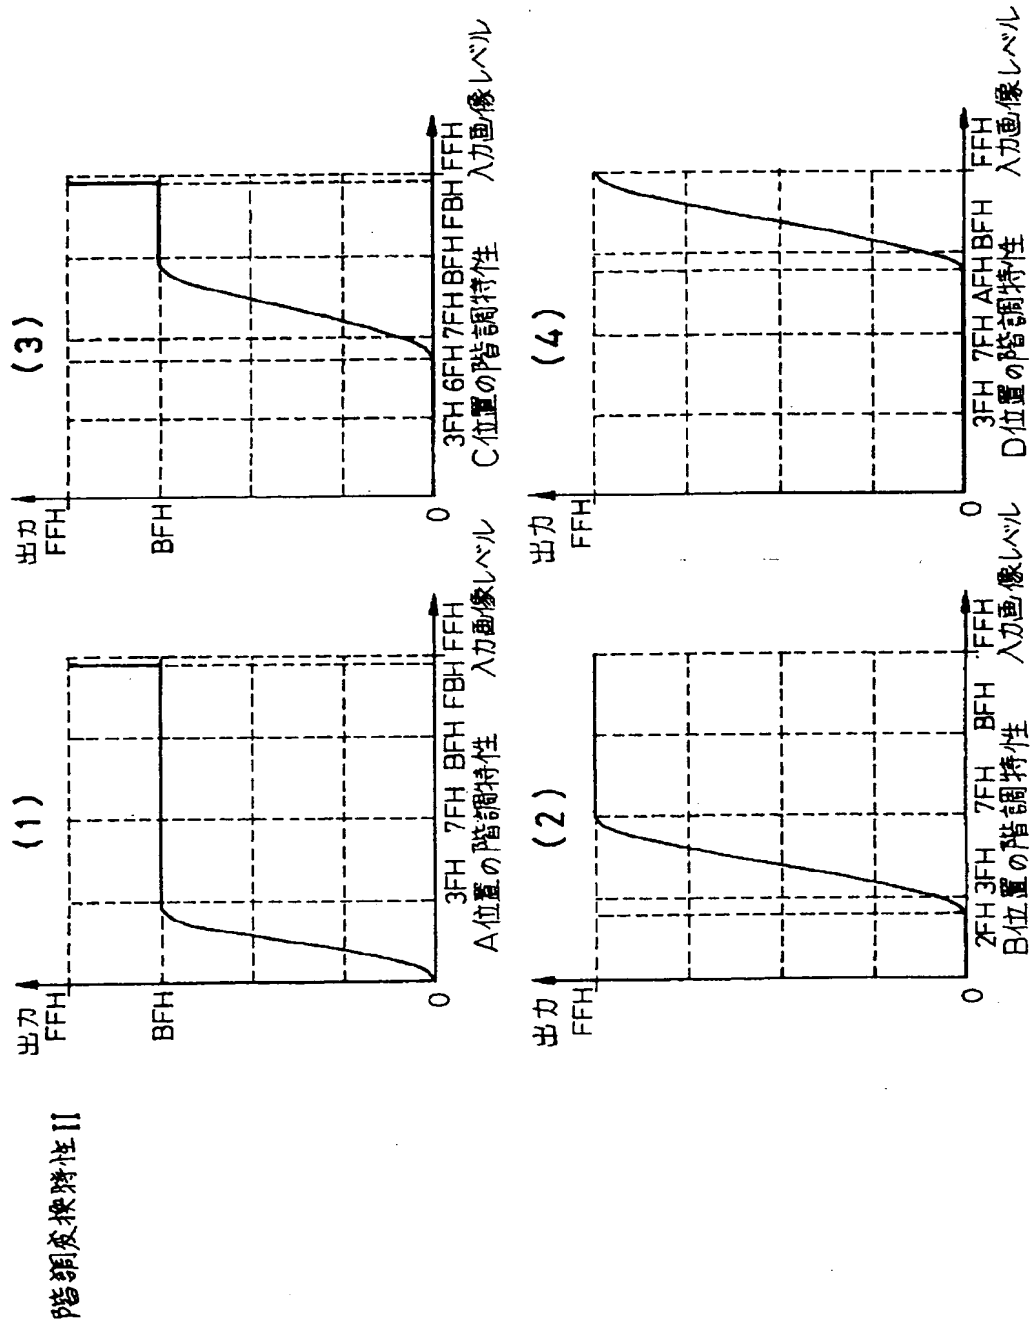 階調変換特性II
(1)
出力
FFH
BFH
0
3FH 7FH BFH FBH FFH
A位置の階調特性 入力画像レベル
(3)
出力
FFH
BFH
0
3FH 6FH 7FH BFH FBH FFH
C位置の階調特性 入力画像レベル
(2)
出力
FFH
0
2FH 3FH 7FH BFH FFH
B位置の階調特性 入力画像レベル
(4)
出力
FFH
0
3FH 7FH AFH BFH FFH
D位置の階調特性 入力画像レベル